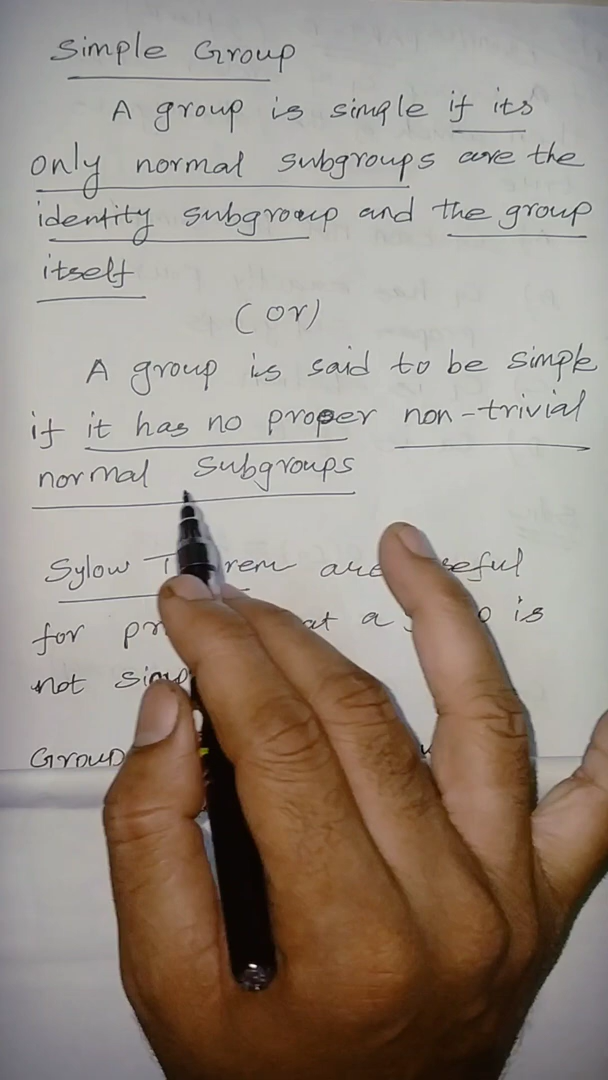 Simple Group
A group is simple if its
only normal subgroups are the
identity subgroup and the group
itself
(or)
A group is said to be simple
if it has no proper non-trivial
normal subgroups
Sylow are
for a is
not
Group